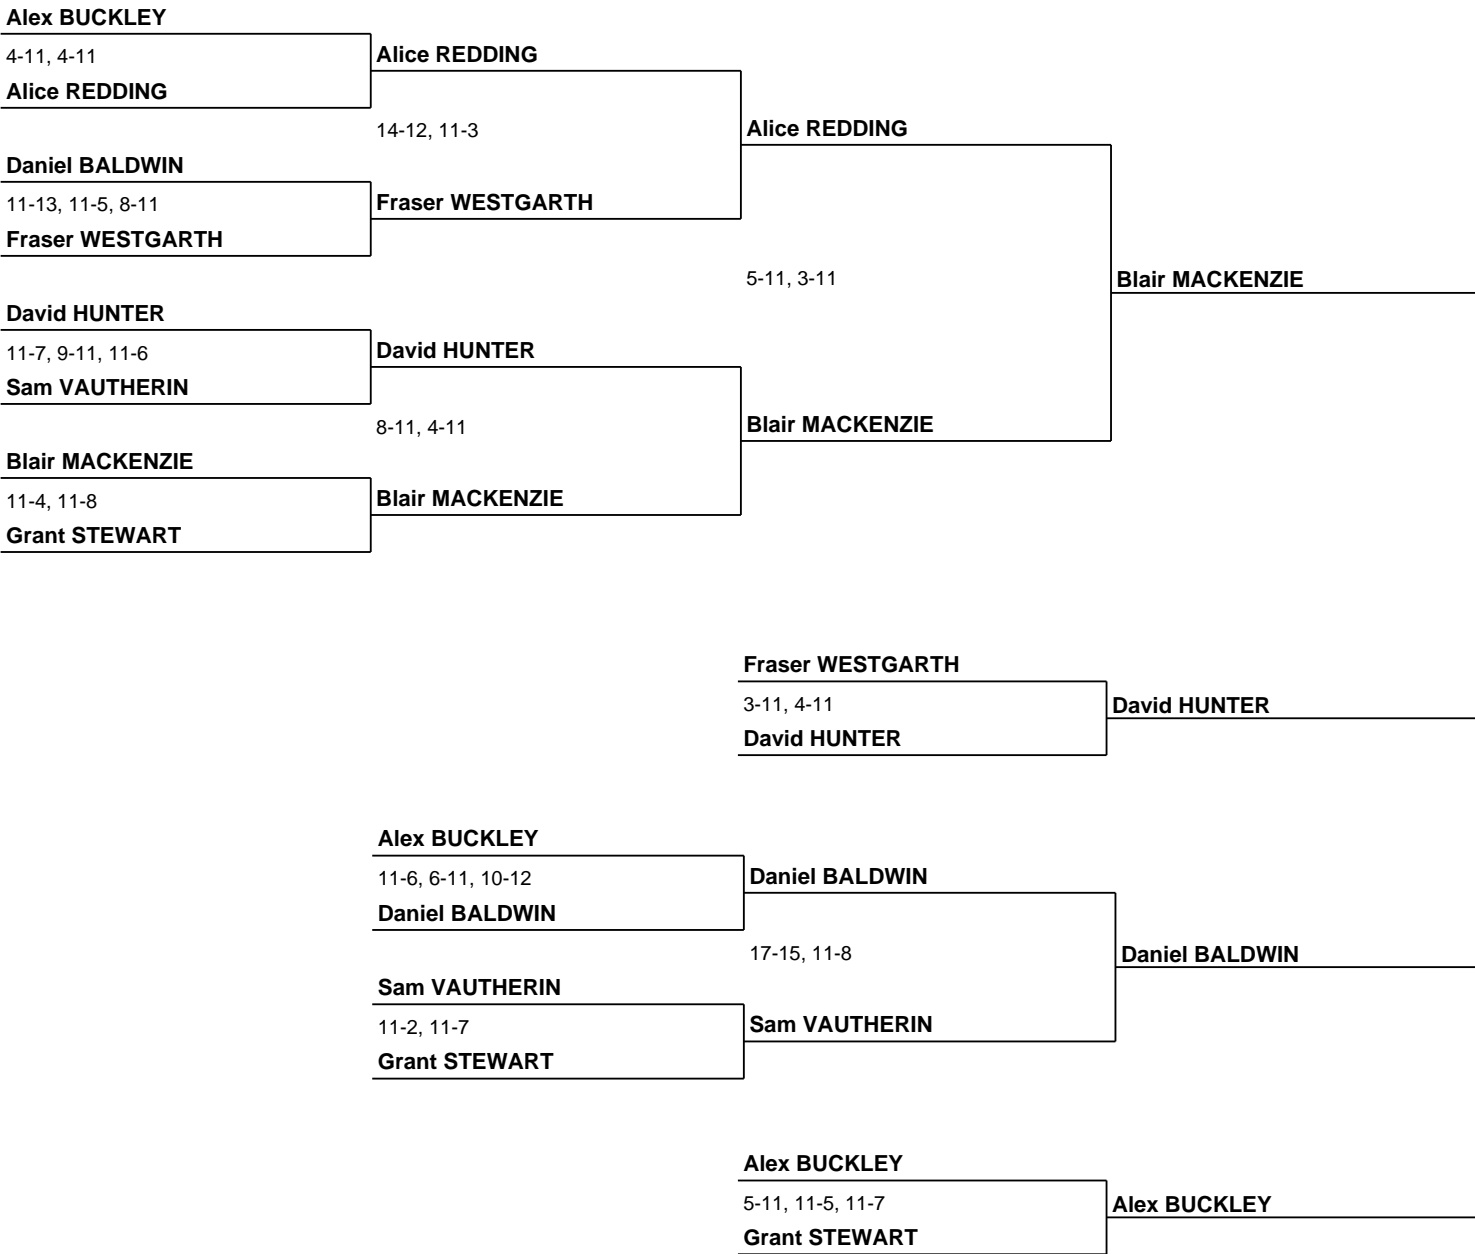 Alex BUCKLEY
4-11, 4-11
Alice REDDING
Alice REDDING
14-12, 11-3
Alice REDDING
Daniel BALDWIN
11-13, 11-5, 8-11
Fraser WESTGARTH
Fraser WESTGARTH
5-11, 3-11
Blair MACKENZIE
David HUNTER
11-7, 9-11, 11-6
David HUNTER
Sam VAUTHERIN
8-11, 4-11
Blair MACKENZIE
Blair MACKENZIE
11-4, 11-8
Blair MACKENZIE
Grant STEWART
Fraser WESTGARTH
3-11, 4-11
David HUNTER
David HUNTER
Alex BUCKLEY
11-6, 6-11, 10-12
Daniel BALDWIN
Daniel BALDWIN
17-15, 11-8
Daniel BALDWIN
Sam VAUTHERIN
11-2, 11-7
Sam VAUTHERIN
Grant STEWART
Alex BUCKLEY
5-11, 11-5, 11-7
Alex BUCKLEY
Grant STEWART